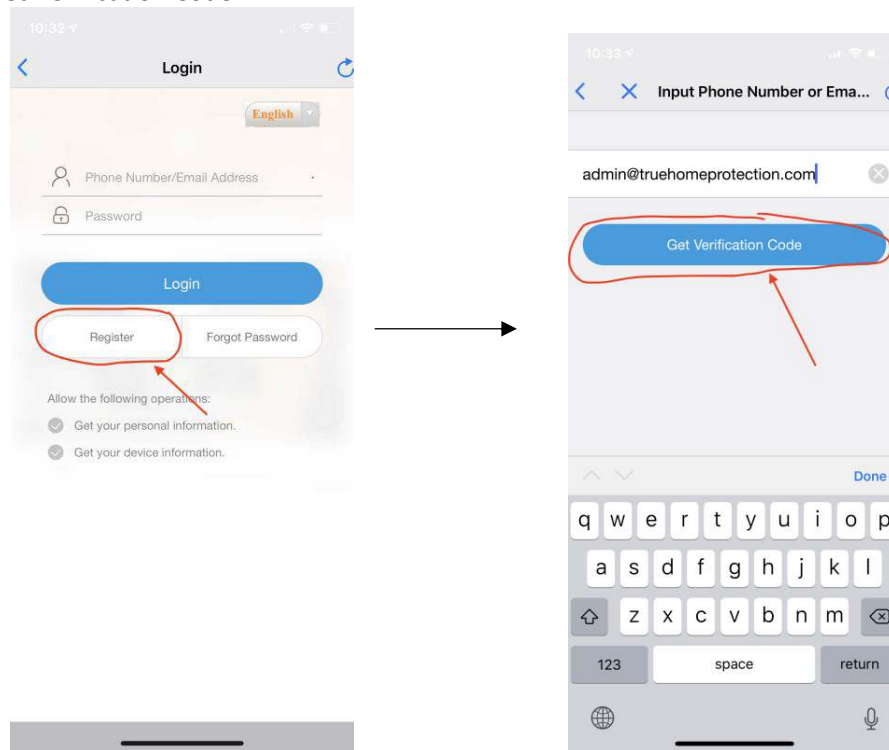 10:32
Login
English
Phone Number/Email Address
Password
Login
Register
Forgot Password
Allow the following operations:
Get your personal information.
Get your device information.
10:33
Input Phone Number or Ema...
admin@truehomeprotection.com
Get Verification Code
Done
q w e r t y u i o p
a s d f g h j k l
z x c v b n m
123 space return